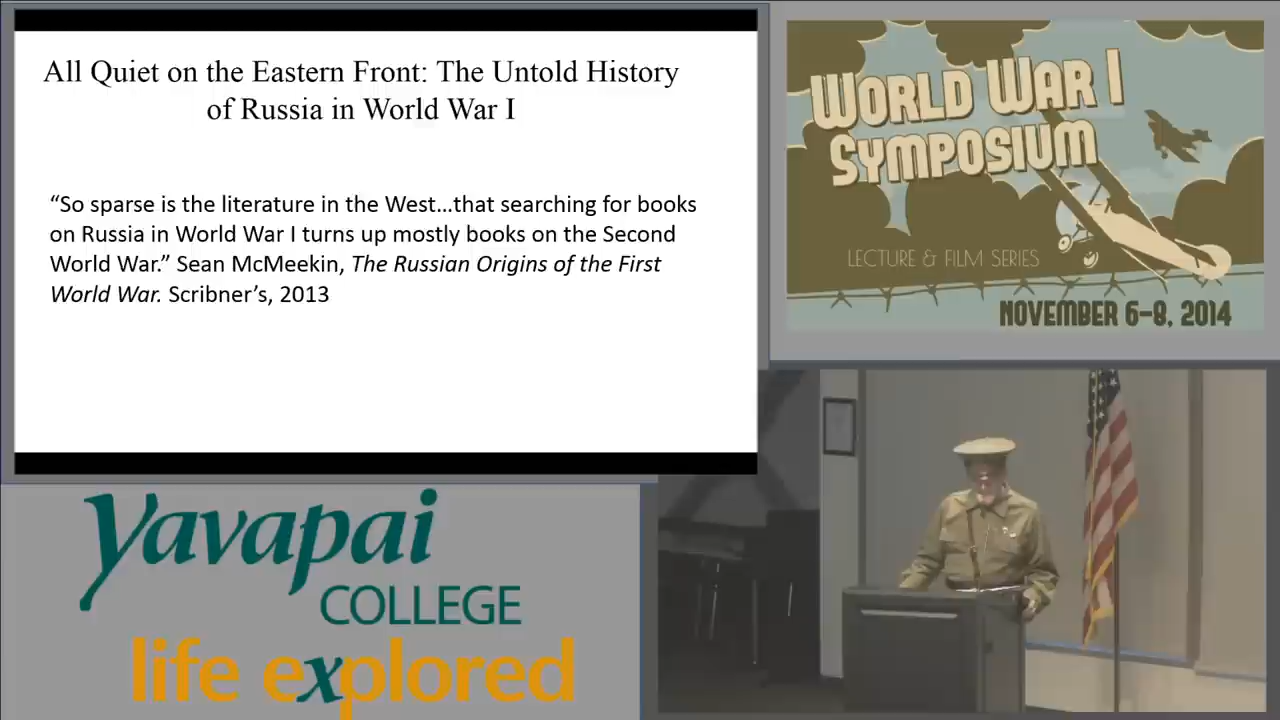 All Quiet on the Eastern Front: The Untold History
of Russia in World War I
“So sparse is the literature in the West…that searching for books
on Russia in World War I turns up mostly books on the Second
World War.” Sean McMeekin, The Russian Origins of the First
World War. Scribner’s, 2013
WORLD WAR I
SYMPOSIUM
LECTURE & FILM SERIES
NOVEMBER 6-8, 2014
Yavapai
COLLEGE
life explored